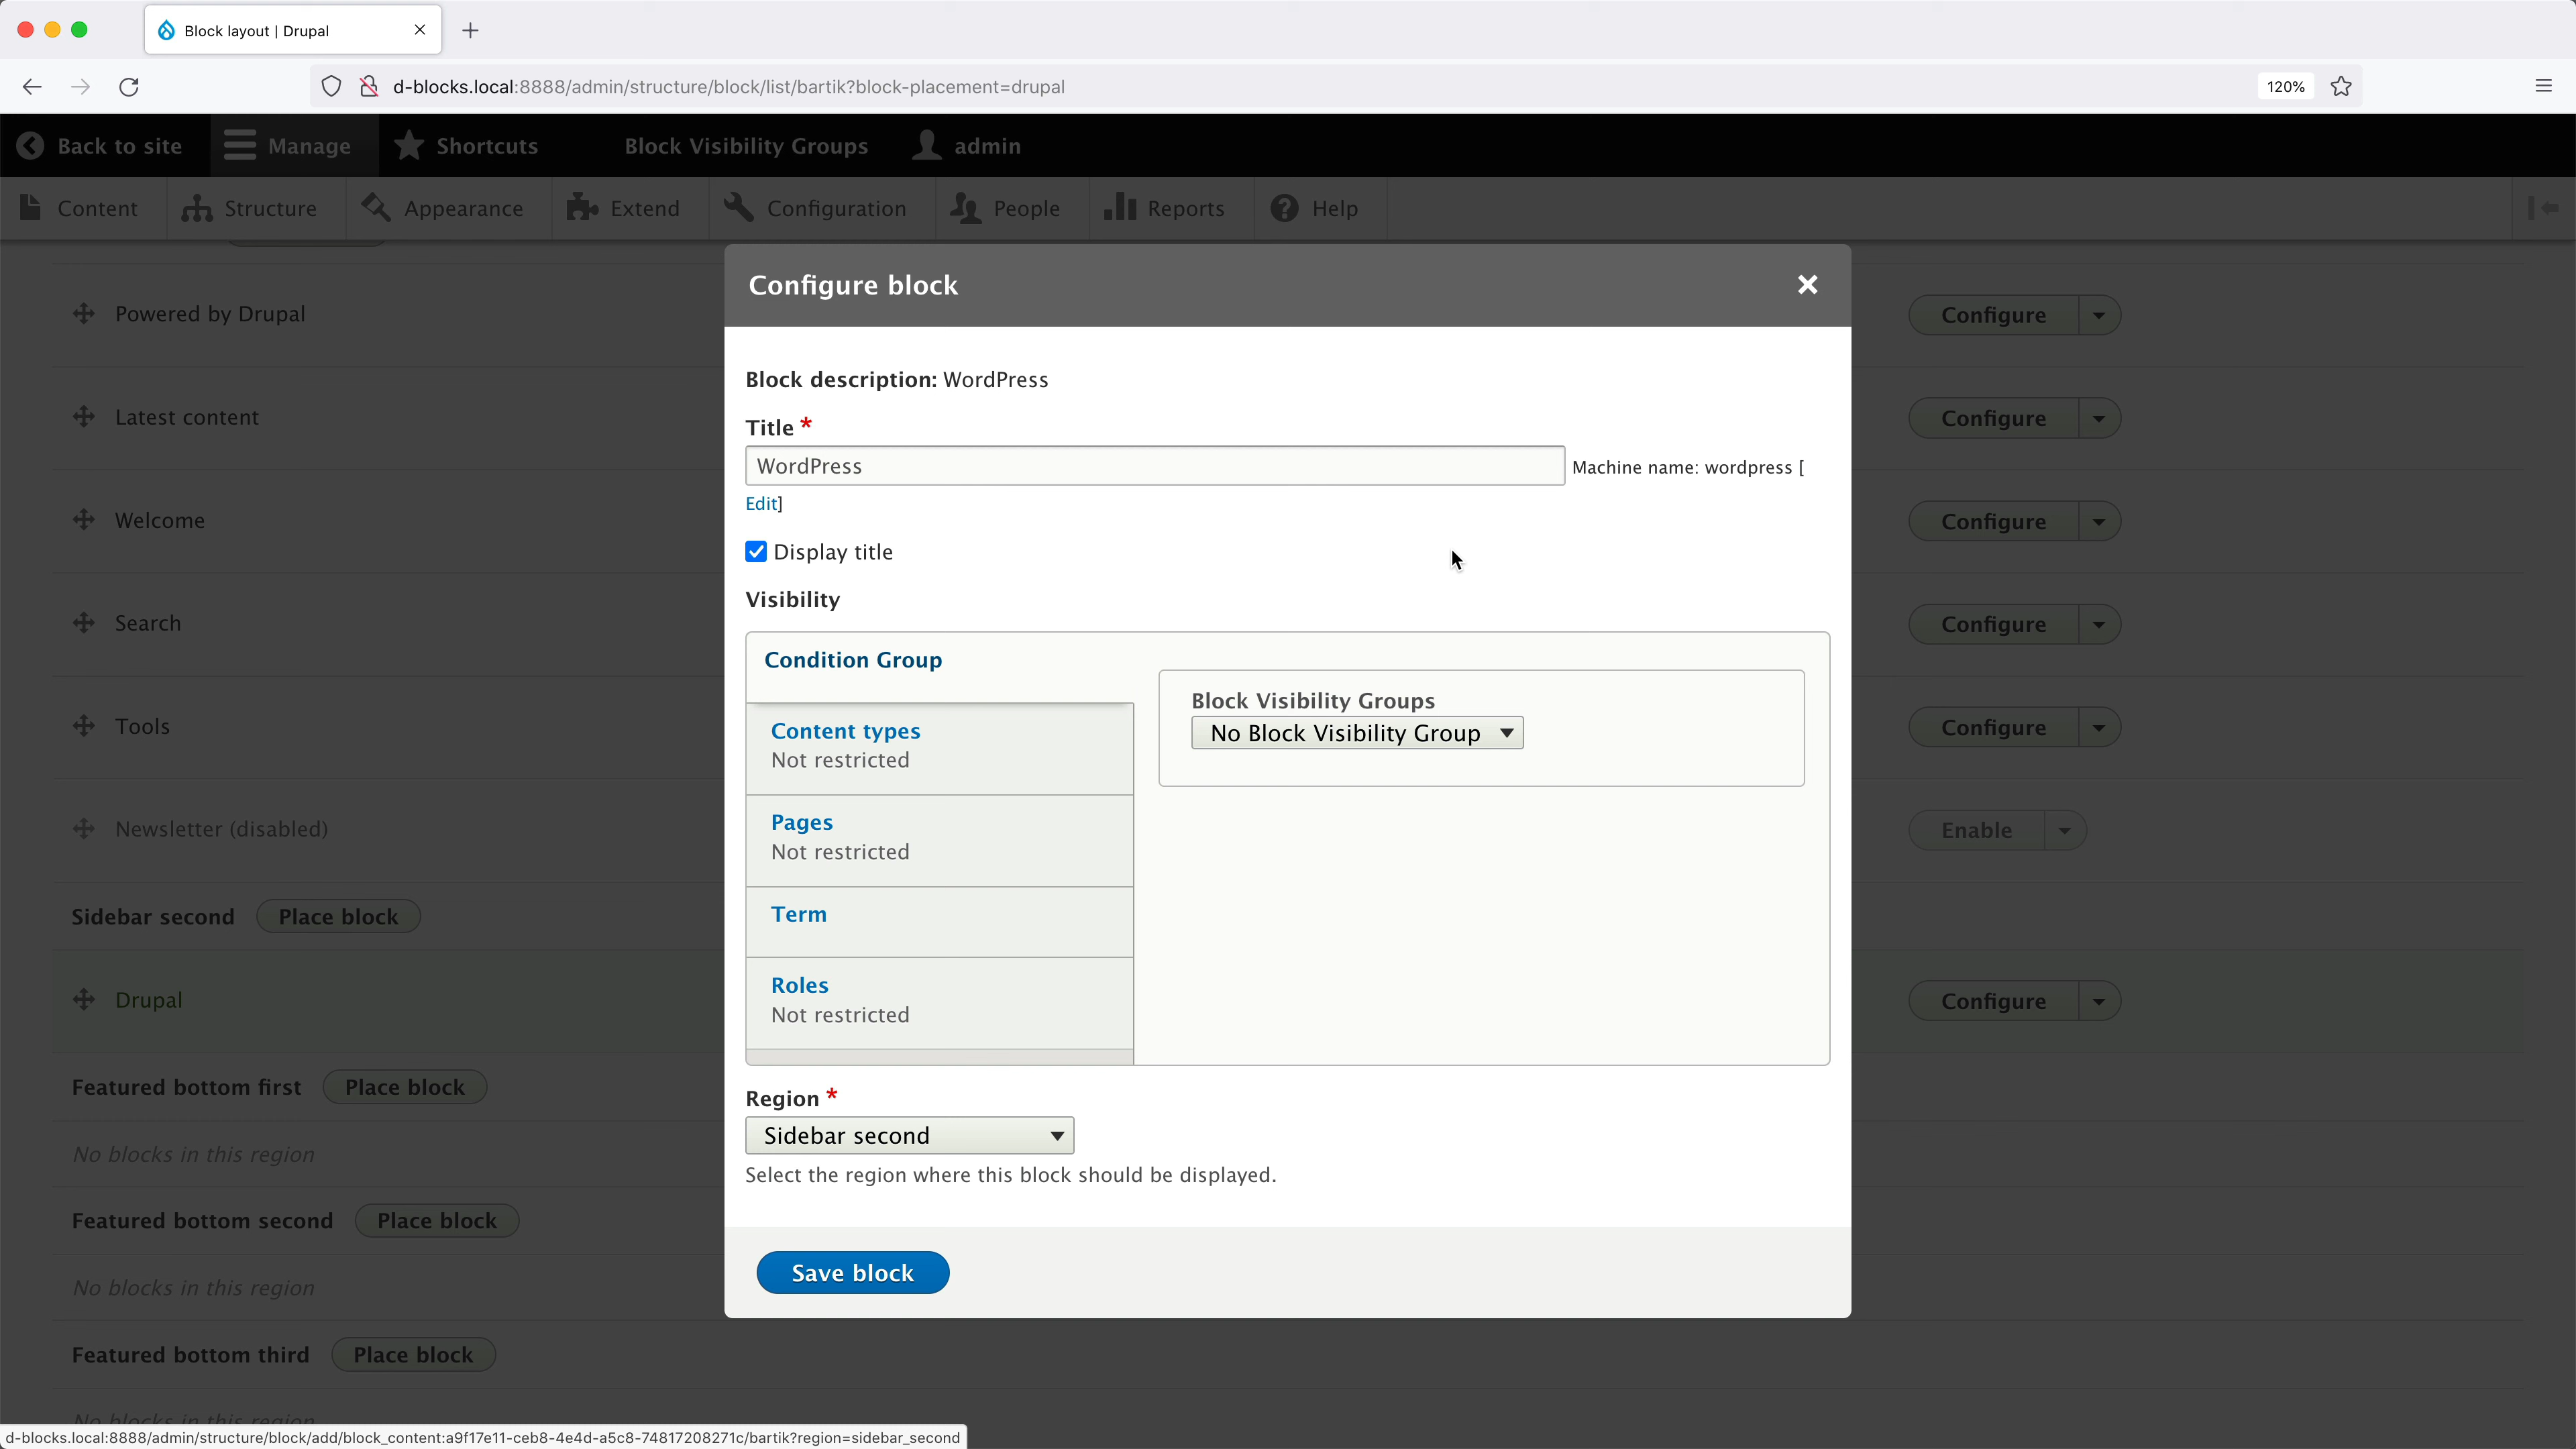 Block layout | Drupal
d-blocks.local:8888/admin/structure/block/list/bartik?block-placement=drupal
120%
Back to site Manage Shortcuts Block Visibility Groups admin
Content Structure Appearance Extend Configuration People Reports Help
Configure block
Powered by Drupal Configure
Block description: WordPress
Latest content Configure
Title *
WordPress Machine name: wordpress [
Edit]
Welcome Configure
Display title
Visibility
Search Configure
Condition Group
Block Visibility Groups
No Block Visibility Group
Tools Configure
Content types
Not restricted
Pages
Not restricted
Newsletter (disabled) Enable
Term
Sidebar second Place block
Roles
Not restricted
Drupal Configure
Featured bottom first Place block
Region *
Sidebar second
No blocks in this region
Select the region where this block should be displayed.
Featured bottom second Place block
Save block
No blocks in this region
Featured bottom third Place block
No blocks in this region
d-blocks.local:8888/admin/structure/block/add/block_content:a9f17e11-ceb8-4e4d-a5c8-74817208271c/bartik?region=sidebar_second